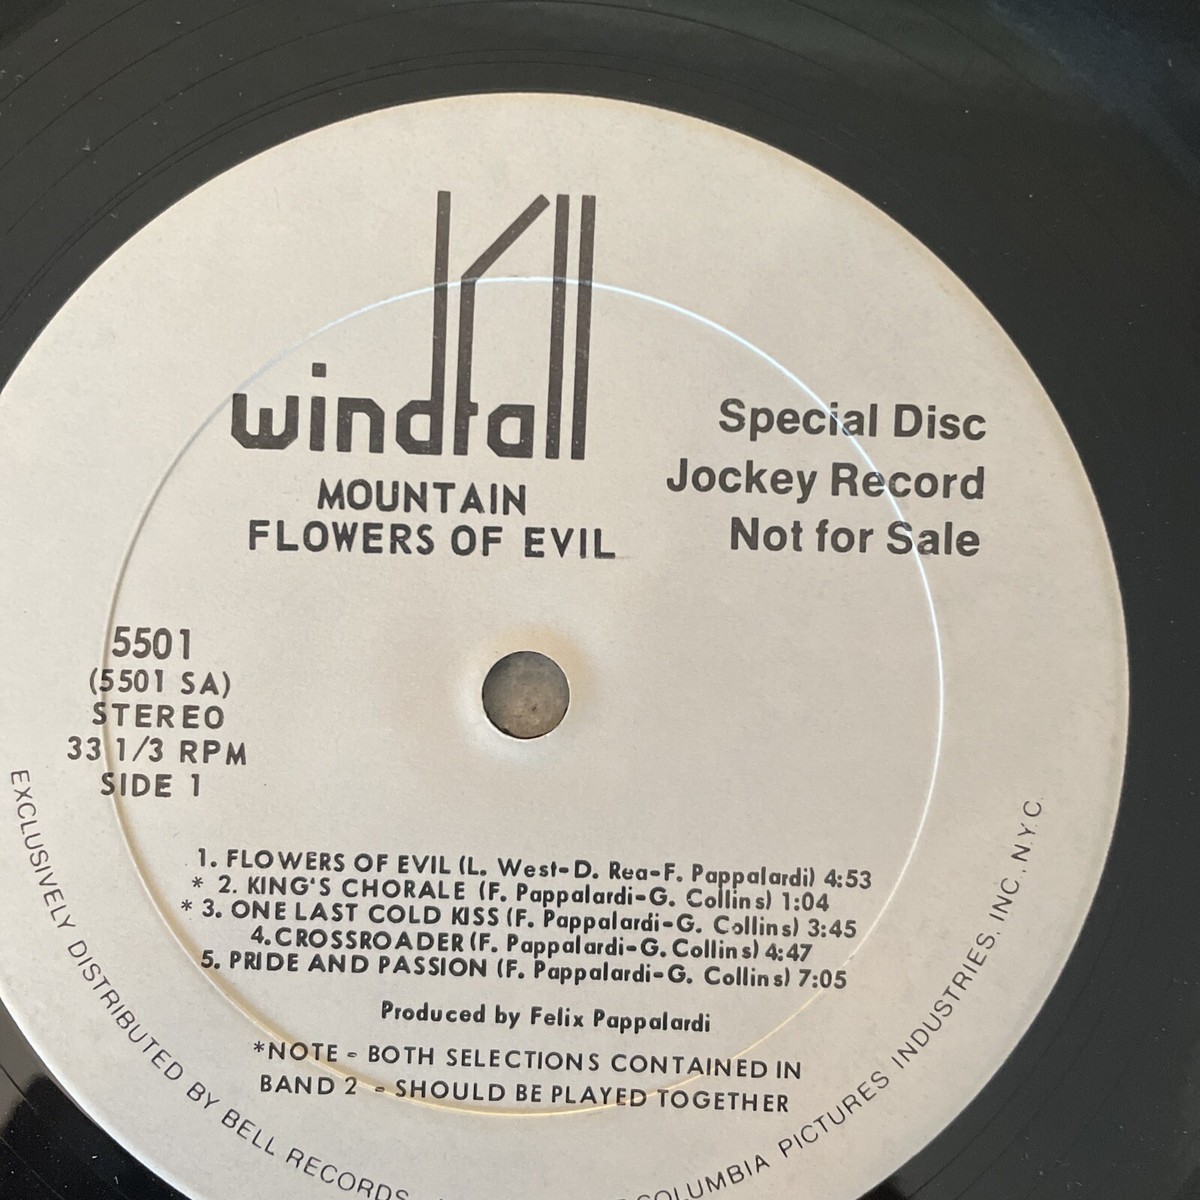 windfall
MOUNTAIN
FLOWERS OF EVIL
Special Disc
Jockey Record
Not for Sale
5501
(5501 SA)
STEREO
33 1/3 RPM
SIDE 1
1. FLOWERS OF EVIL (L. West-D. Rea-F. Pappalardi) 4:53
* 2. KING'S CHORALE (F. Pappalardi-G. Collins) 1:04
* 3. ONE LAST COLD KISS (F. Pappalardi-G. Collins) 3:45
4. CROSSROADER (F. Pappalardi-G. Collins) 4:47
5. PRIDE AND PASSION (F. Pappalardi-G. Collins) 7:05
Produced by Felix Pappalardi
*NOTE - BOTH SELECTIONS CONTAINED IN
BAND 2 - SHOULD BE PLAYED TOGETHER
EXCLUSIVELY DISTRIBUTED BY BELL RECORDS COLUMBIA PICTURES INDUSTRIES, INC., N.Y.C.